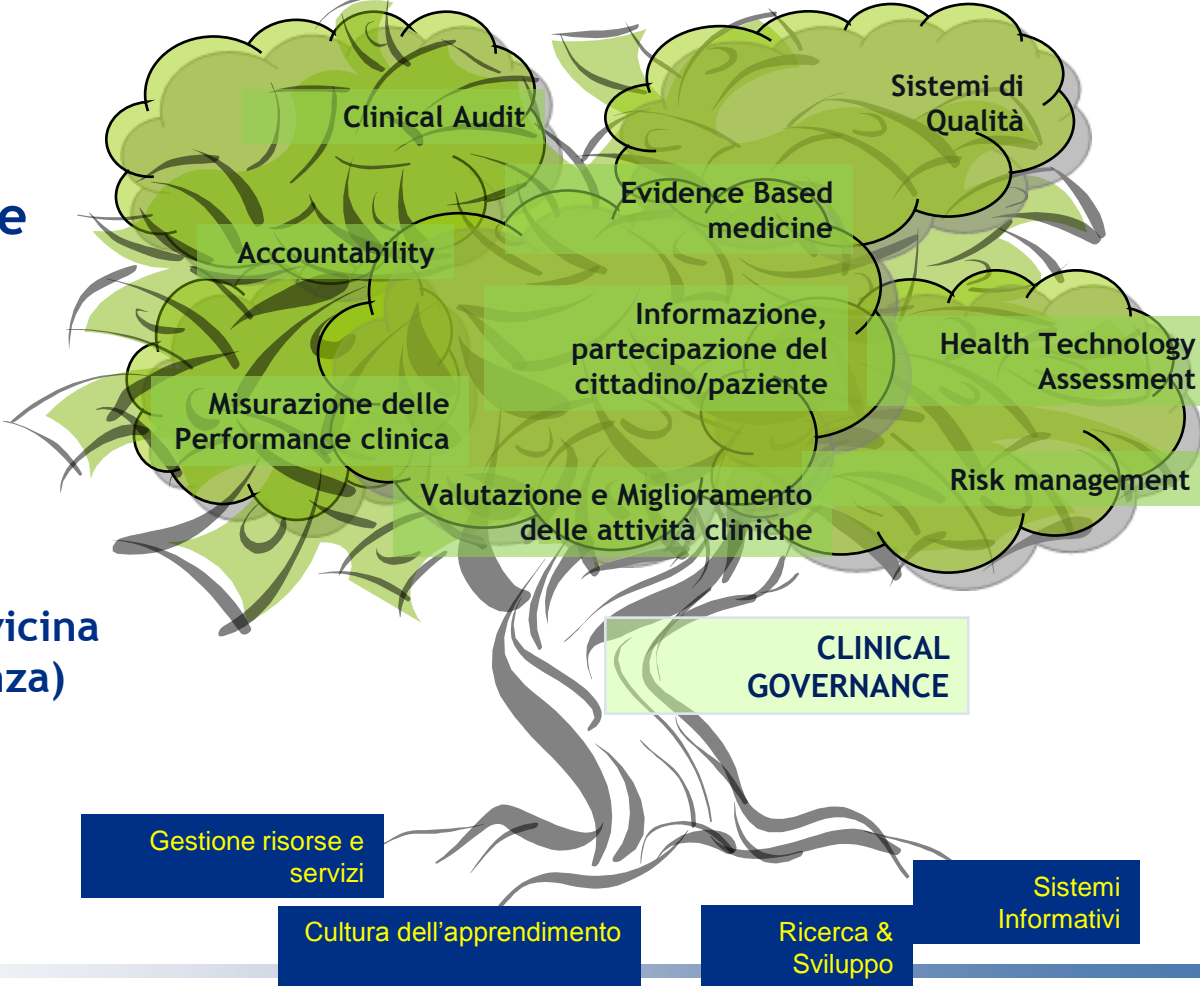 Clinical Audit
Sistemi di
Qualità
Evidence Based
medicine
e
Accountability
Informazione,
partecipazione del
cittadino/paziente
Health Technology
Assessment
Misurazione delle
Performance clinica
Risk management
Valutazione e Miglioramento
delle attività cliniche
vicina
nza)
CLINICAL
GOVERNANCE
Gestione risorse e
servizi
Cultura dell'apprendimento
Ricerca &
Sviluppo
Sistemi
Informativi